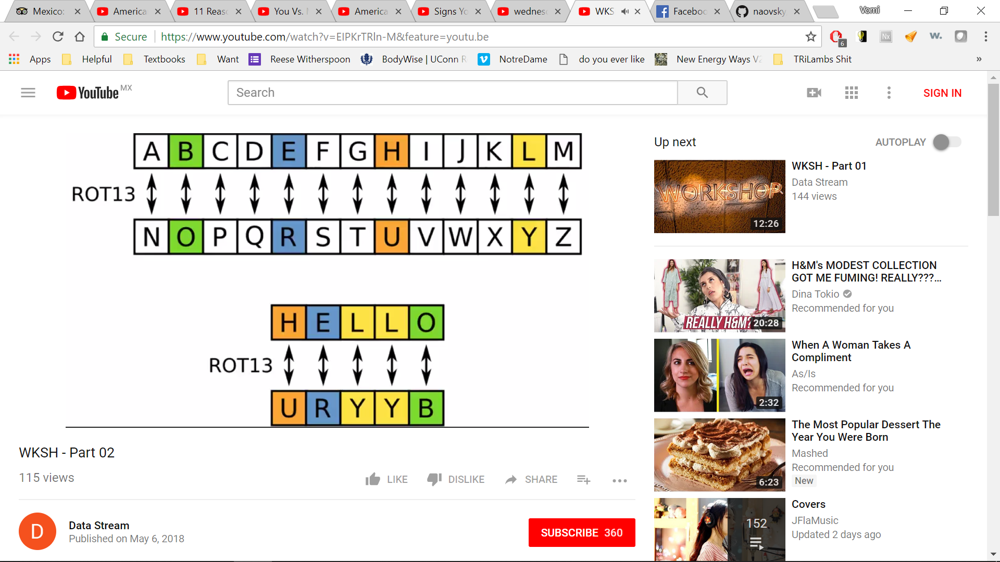 Mexico:
America
11 Reaso
You Vs.
America
Signs Yo
wednes
WKS
Faceboo
naovsky
Vomi
Secure
https://www.youtube.com/watch?v=ElPKrTRln-M&feature=youtu.be
6
Nx
w.
Apps
Helpful
Textbooks
Want
Reese Witherspoon
BodyWise | UConn R
NotreDame
do you ever like
New Energy Ways V2
TRiLambs Shit
»
YouTube MX
Search
SIGN IN
A B C D E F G H I J K L M
ROT13
N O P Q R S T U V W X Y Z
H E L L O
ROT13
U R Y Y B
WKSH - Part 02
115 views
LIKE
DISLIKE
SHARE
D
Data Stream
Published on May 6, 2018
SUBSCRIBE 360
Up next
AUTOPLAY
WORKSHOP
12:26
WKSH - Part 01
Data Stream
144 views
REALLY H&M?
20:28
H&M's MODEST COLLECTION
GOT ME FUMING! REALLY???...
Dina Tokio
Recommended for you
2:32
When A Woman Takes A
Compliment
As/Is
Recommended for you
6:23
The Most Popular Dessert The
Year You Were Born
Mashed
Recommended for you
New
152
Covers
JFlaMusic
Updated 2 days ago